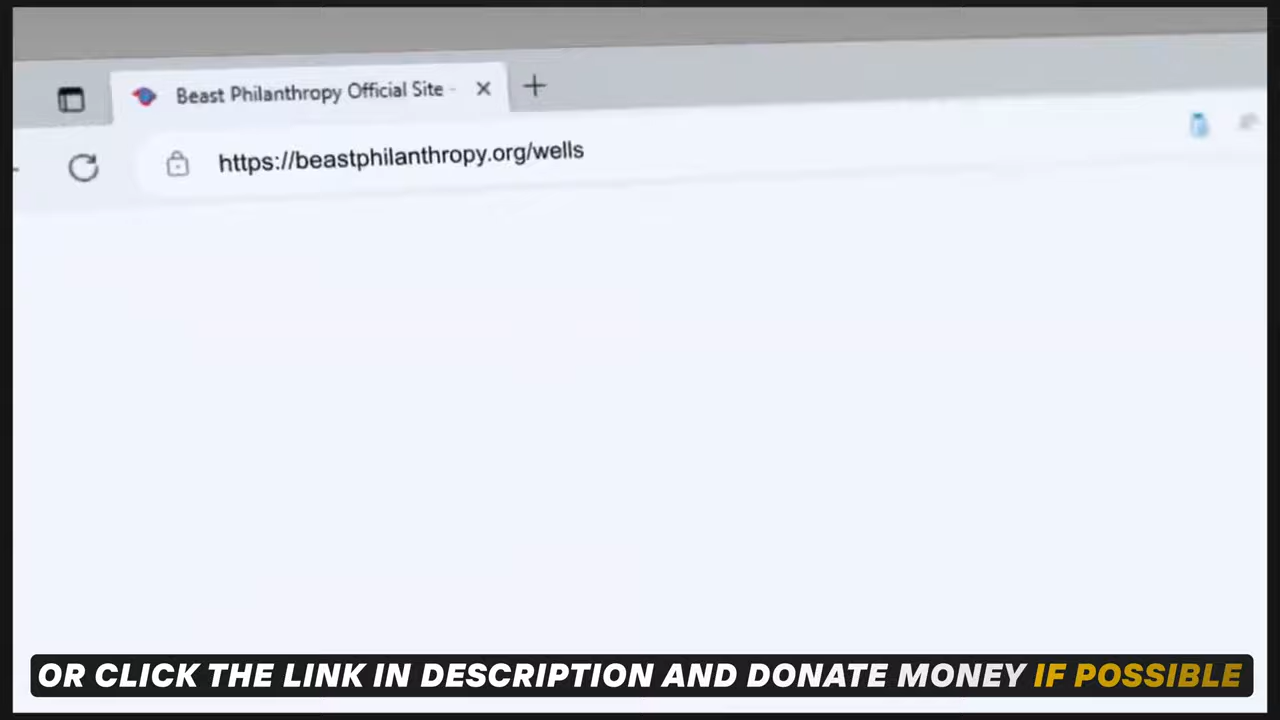 Beast Philanthropy Official Site -
https://beastphilanthropy.org/wells
OR CLICK THE LINK IN DESCRIPTION AND DONATE MONEY IF POSSIBLE